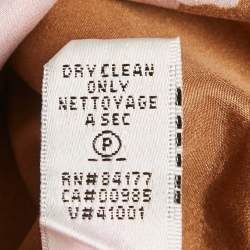 DRY CLEAN
ONLY
NETTOYAGE
A SEC
P
RN#84177
CA#00985
V#41001